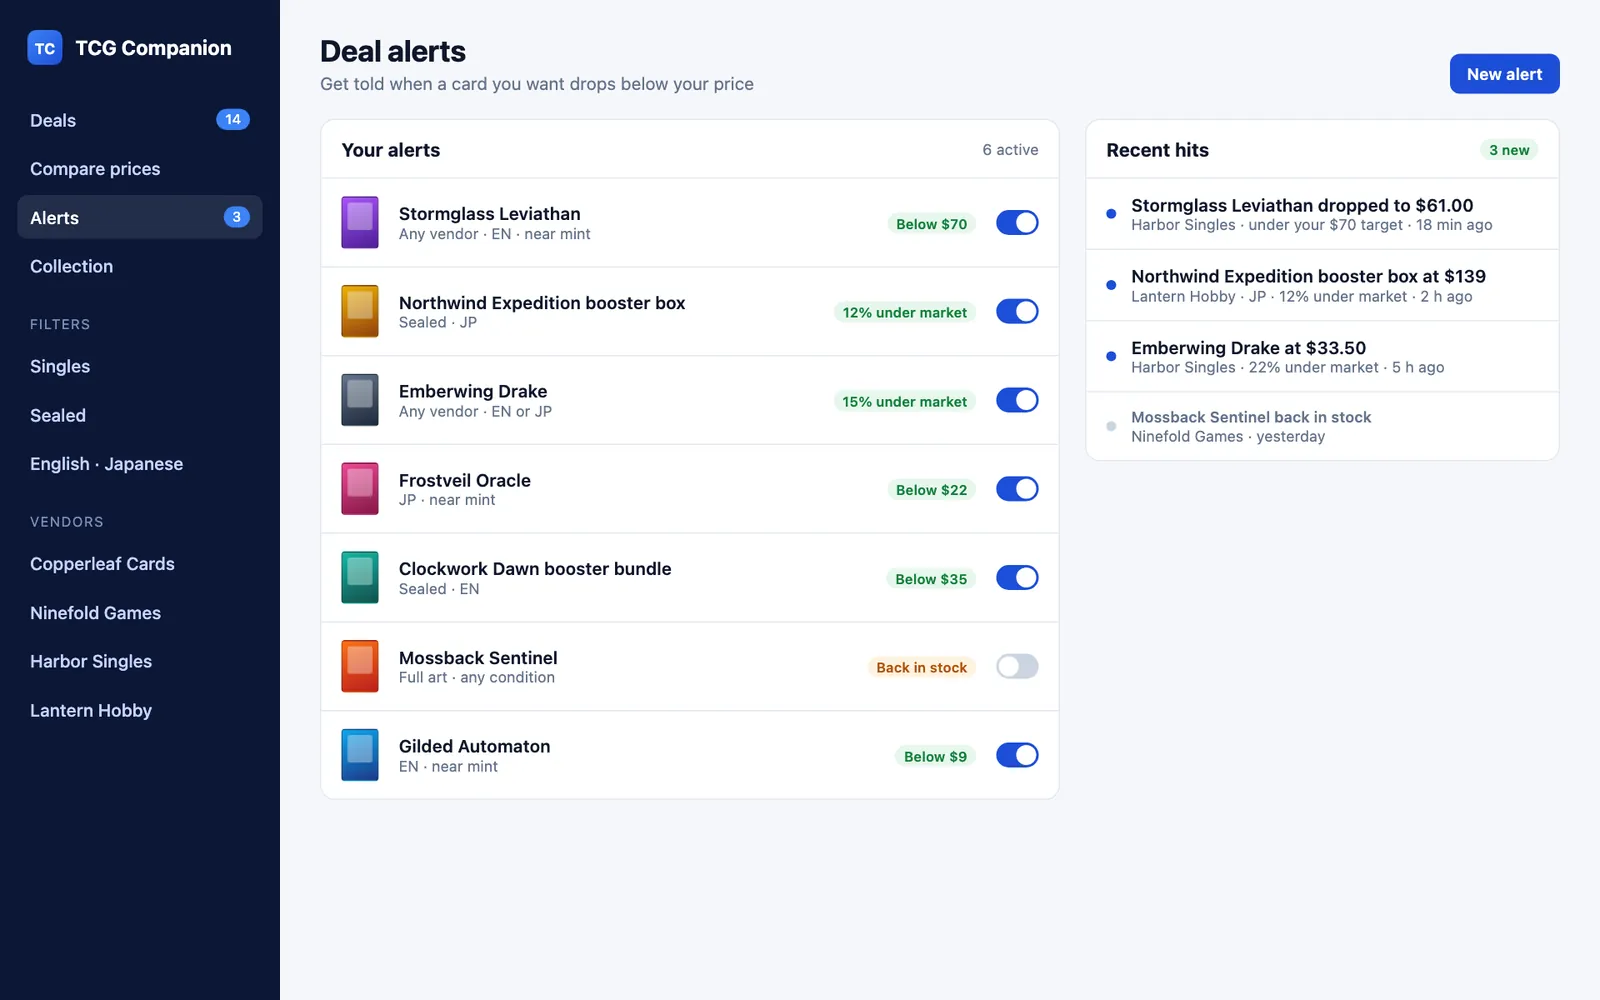 TC TCG Companion
Deals 14
Compare prices
Alerts 3
Collection
FILTERS
Singles
Sealed
English · Japanese
VENDORS
Copperleaf Cards
Ninefold Games
Harbor Singles
Lantern Hobby
Deal alerts
Get told when a card you want drops below your price
New alert
Your alerts 6 active
Stormglass Leviathan
Any vendor · EN · near mint
Below $70
Northwind Expedition booster box
Sealed · JP
12% under market
Emberwing Drake
Any vendor · EN or JP
15% under market
Frostveil Oracle
JP · near mint
Below $22
Clockwork Dawn booster bundle
Sealed · EN
Below $35
Mossback Sentinel
Full art · any condition
Back in stock
Gilded Automaton
EN · near mint
Below $9
Recent hits 3 new
Stormglass Leviathan dropped to $61.00
Harbor Singles · under your $70 target · 18 min ago
Northwind Expedition booster box at $139
Lantern Hobby · JP · 12% under market · 2 h ago
Emberwing Drake at $33.50
Harbor Singles · 22% under market · 5 h ago
Mossback Sentinel back in stock
Ninefold Games · yesterday